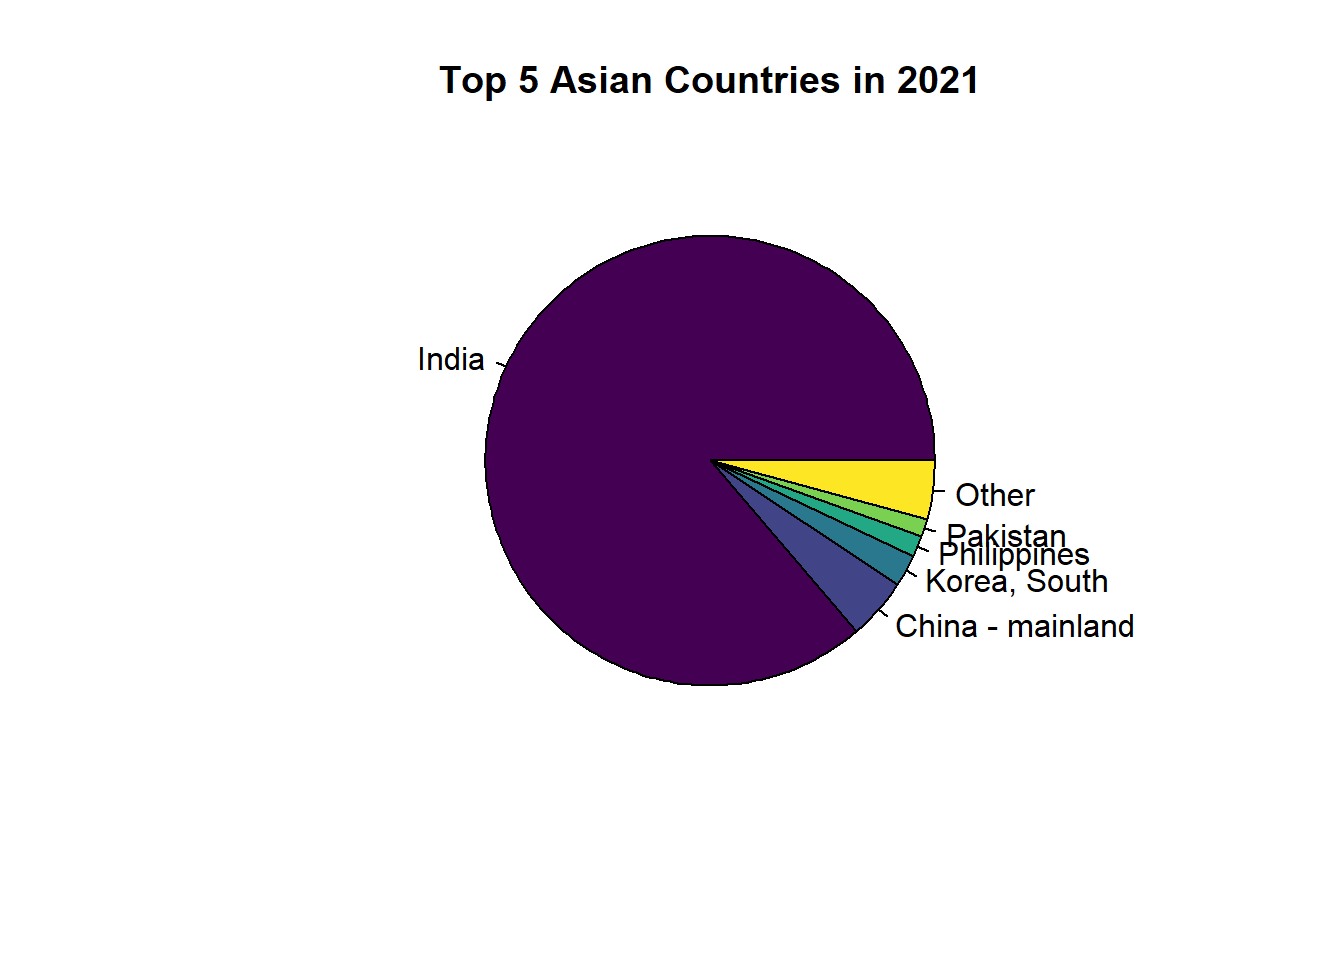 Top 5 Asian Countries in 2021
India
Other
Pakistan
Philippines
Korea, South
China - mainland